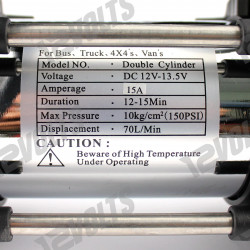 For Bus、Truck、4X4's、Van's
Model NO. · Double Cylinder
Voltage · DC 12V-13.5V
Amperage · 15A
Duration · 12-15Min
Max Pressure · 10kg/cm² (150PSI)
Displacement · 70L/Min
CAUTION :
Beware of High Temperature
Under Operating
12VOLTS